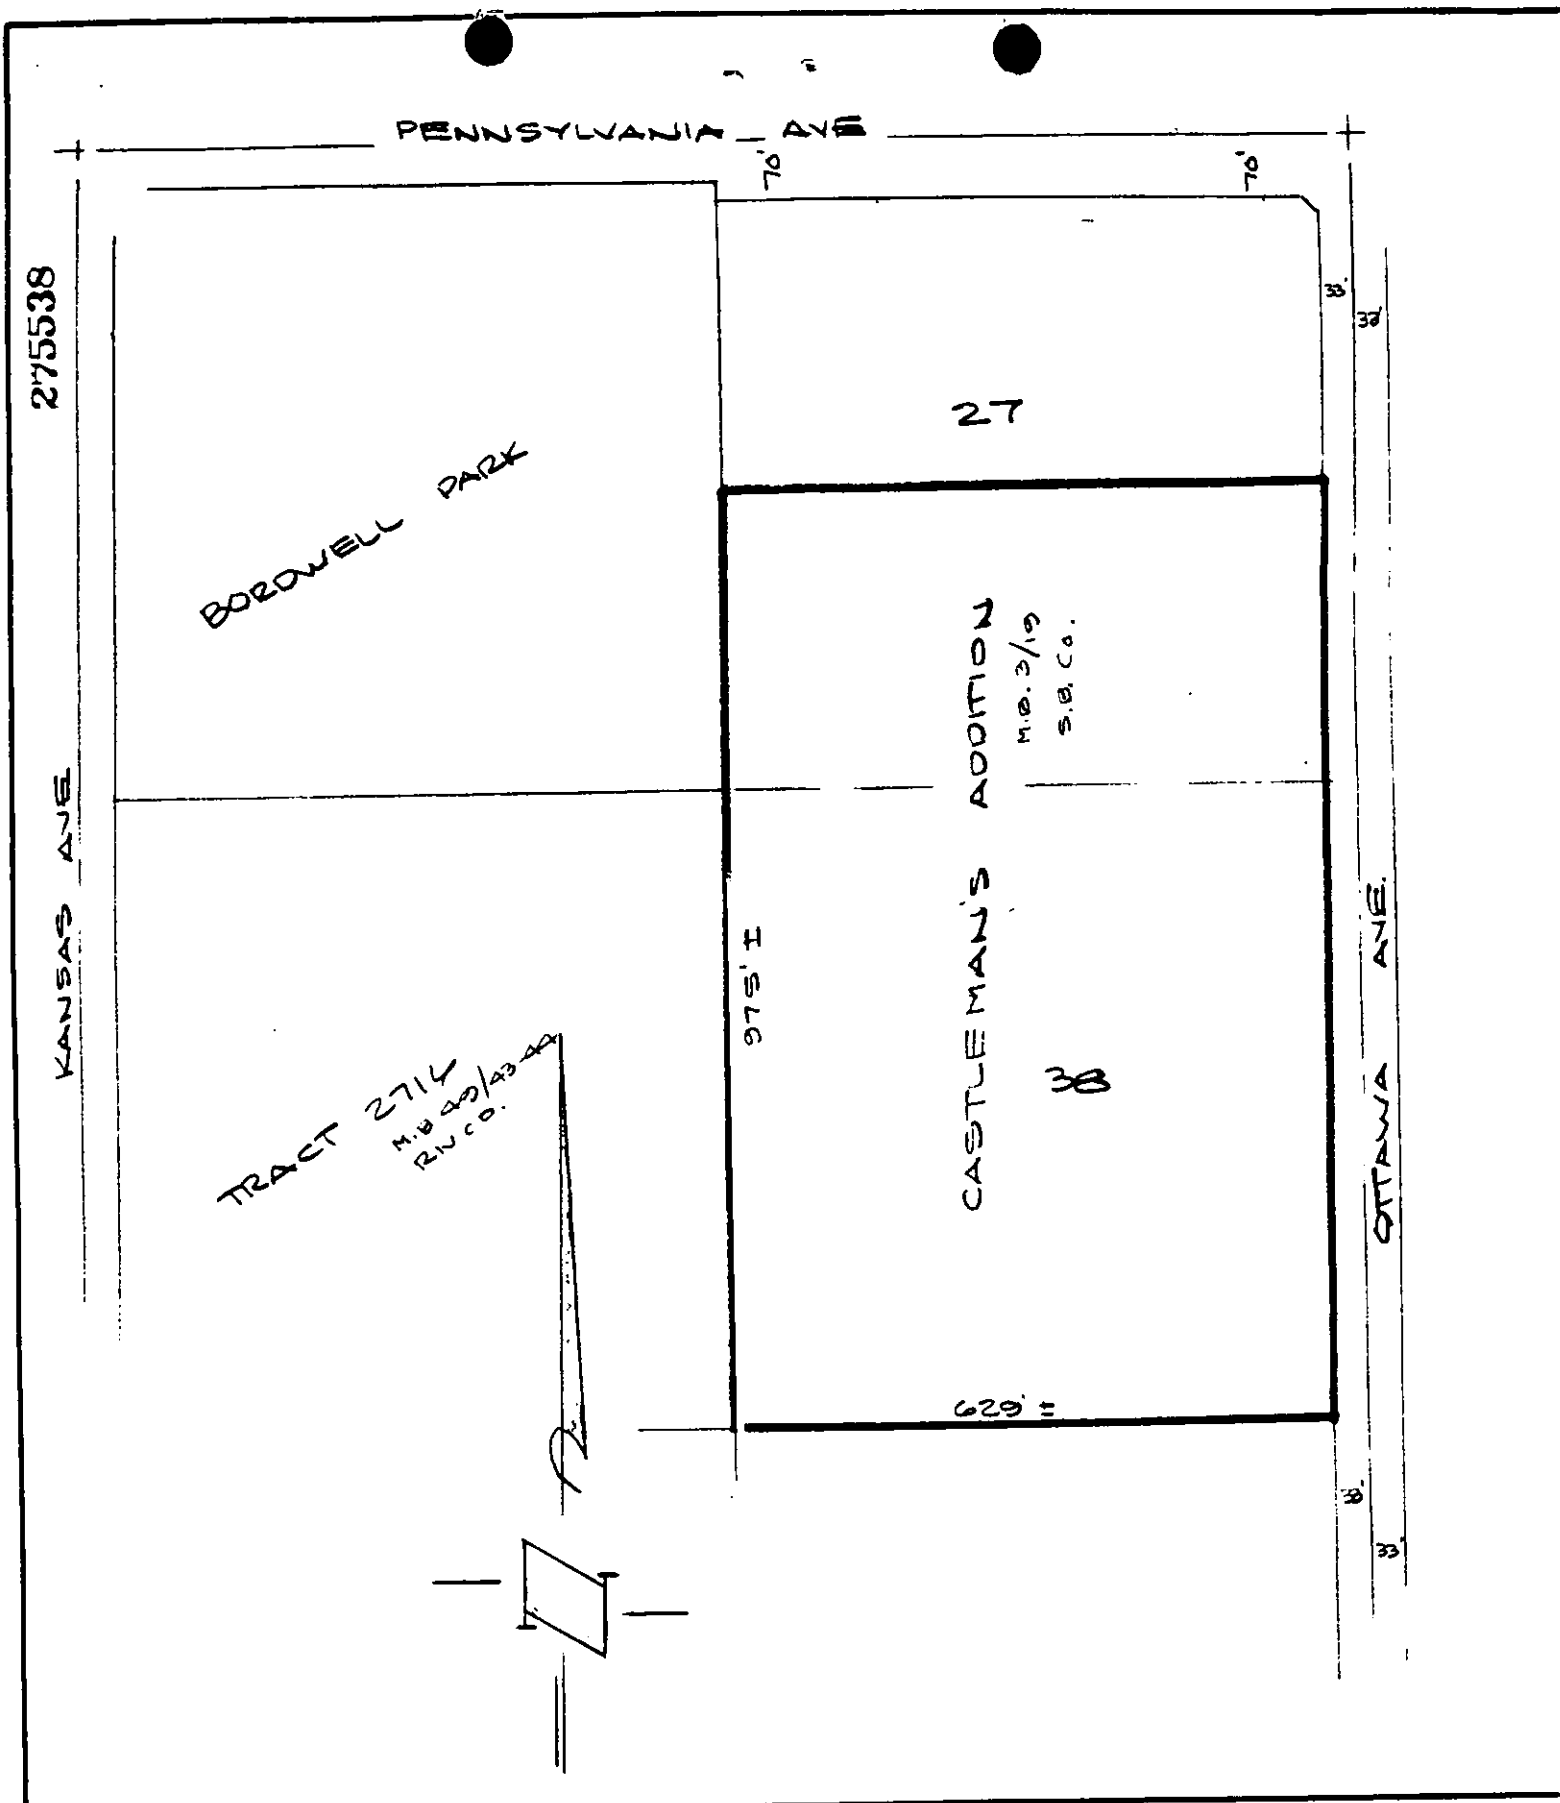 PENNSYLVANIA AVE
70'
70'
275538
33'
33'
27
BORDWELL PARK
CASTLEMAN'S ADDITION
M.B. 3/19
S.B. Co.
KANSAS AVE
975' ±
38
OTTAWA AVE.
TRACT 2714
M.B 49/43-44
RIV CO.
629' ±
33'
33'